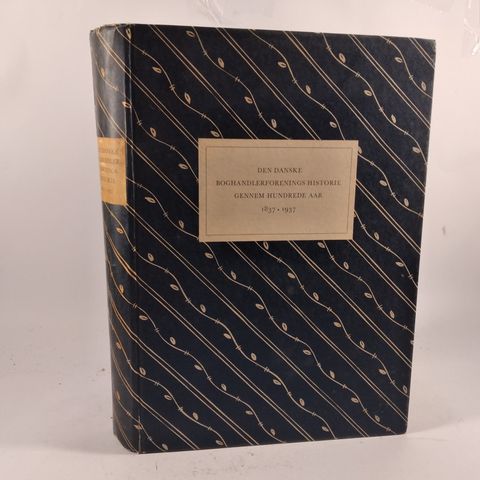 DEN DANSKE
BOGHANDLERFORENINGS HISTORIE
GENNEM HUNDREDE AAR
1837 • 1937